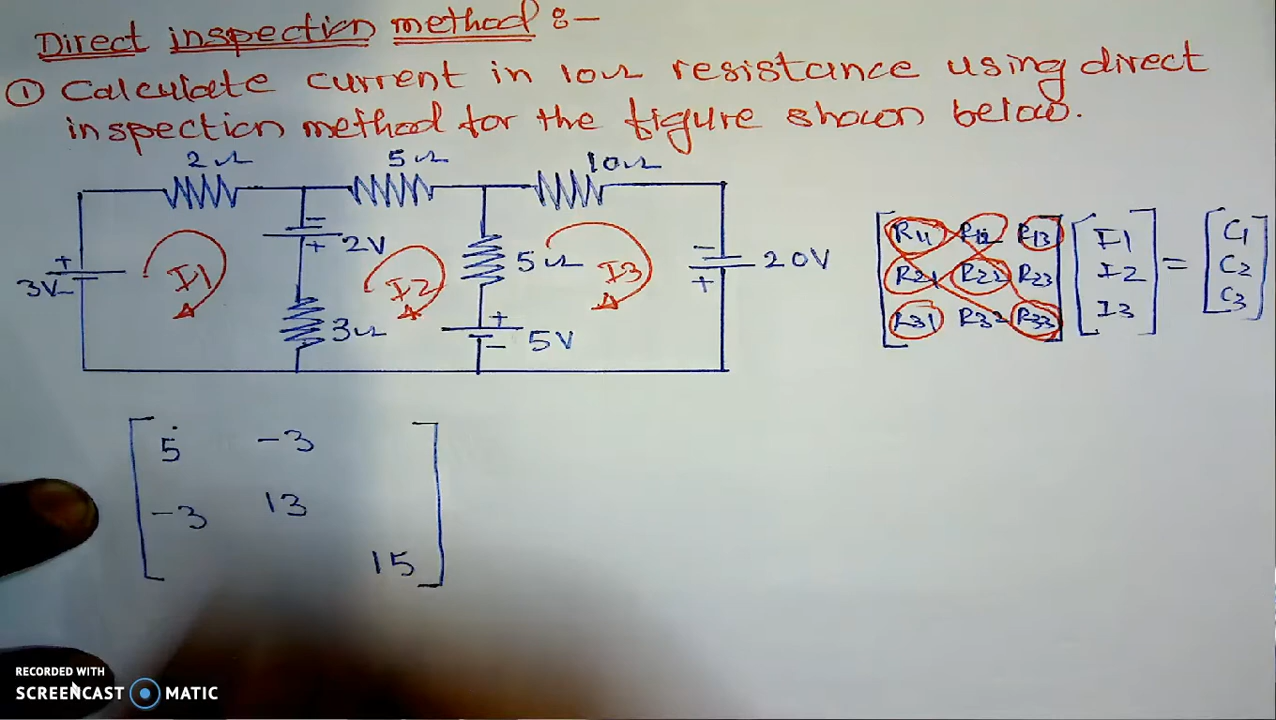 Direct inspection method :-
① Calculate current in 10Ω resistance using direct
inspection method for the figure shown below.
2Ω 5Ω 10Ω
3V + - I1 - + 2V 3Ω I2 5Ω + - 5V I3 - + 20V
R11 R12 R13 I1 = C1
R21 R22 R23 I2 C2
R31 R32 R33 I3 C3
5 -3
-3 13
15
RECORDED WITH
SCREENCAST MATIC